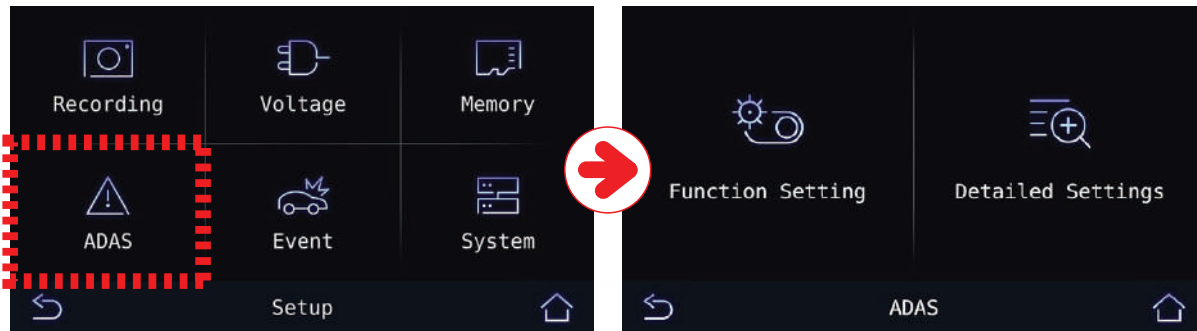 Recording
Voltage
Memory
ADAS
Event
System
Setup
Function Setting
Detailed Settings
ADAS